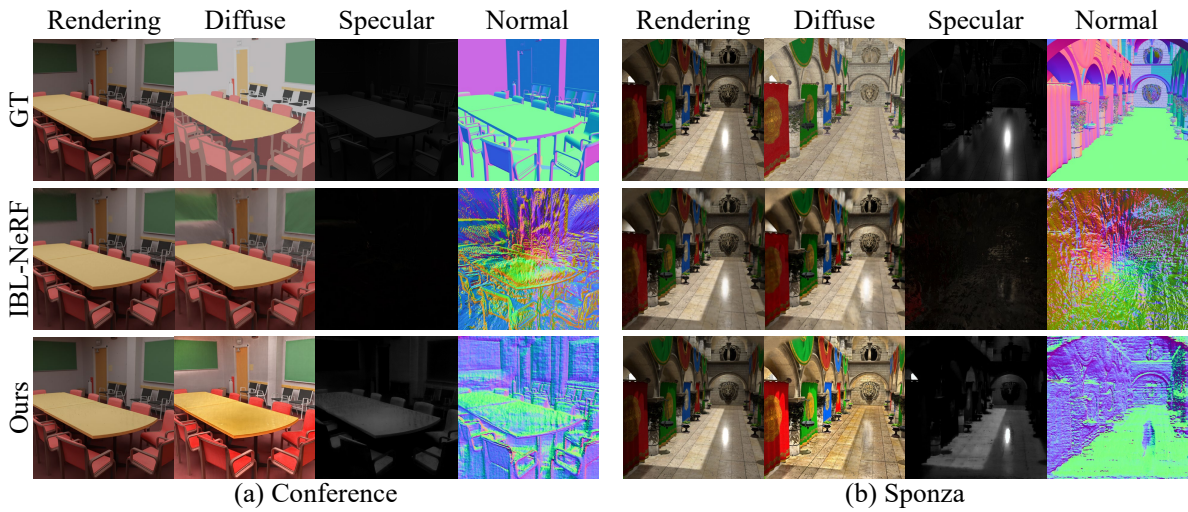 Rendering Diffuse Specular Normal Rendering Diffuse Specular Normal
GT
IBL-NeRF
Ours
(a) Conference (b) Sponza